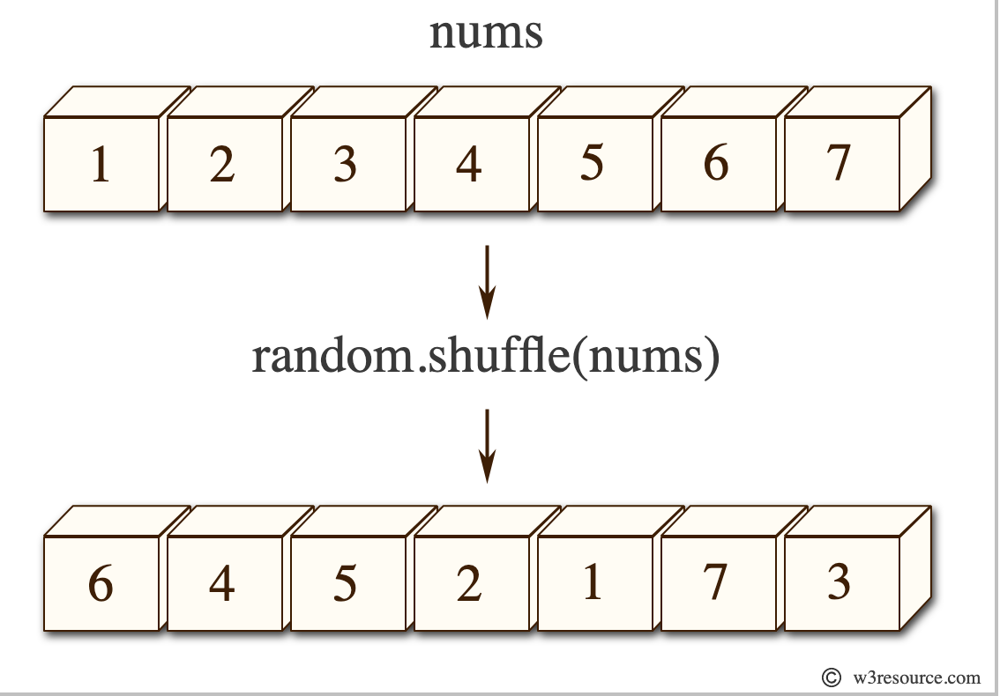 nums
1 2 3 4 5 6 7
random.shuffle(nums)
6 4 5 2 1 7 3
© w3resource.com